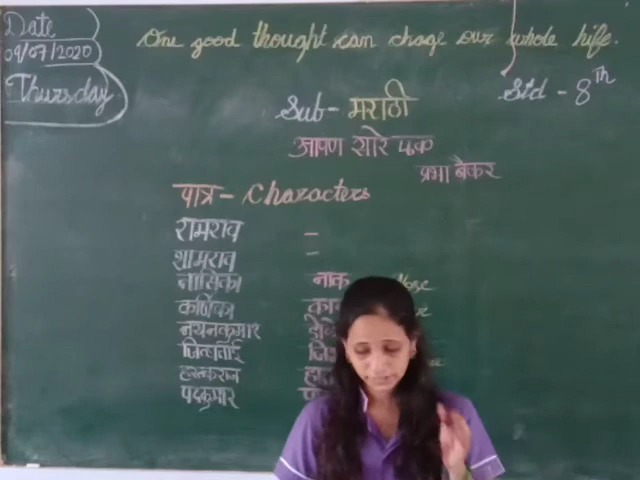 Date
09/07/2020
Thursday
One good thought can chage our whole life.
Std - 8th
Sub - मराठी
आपण सारे एक
प्रभा बैकर
पात्र - Characters
रामराव -
शामराव -
नासिका नाक Nose
कर्णिका
नयनकुमार
जिव्हाताई
हस्तकराज
पदकुमार